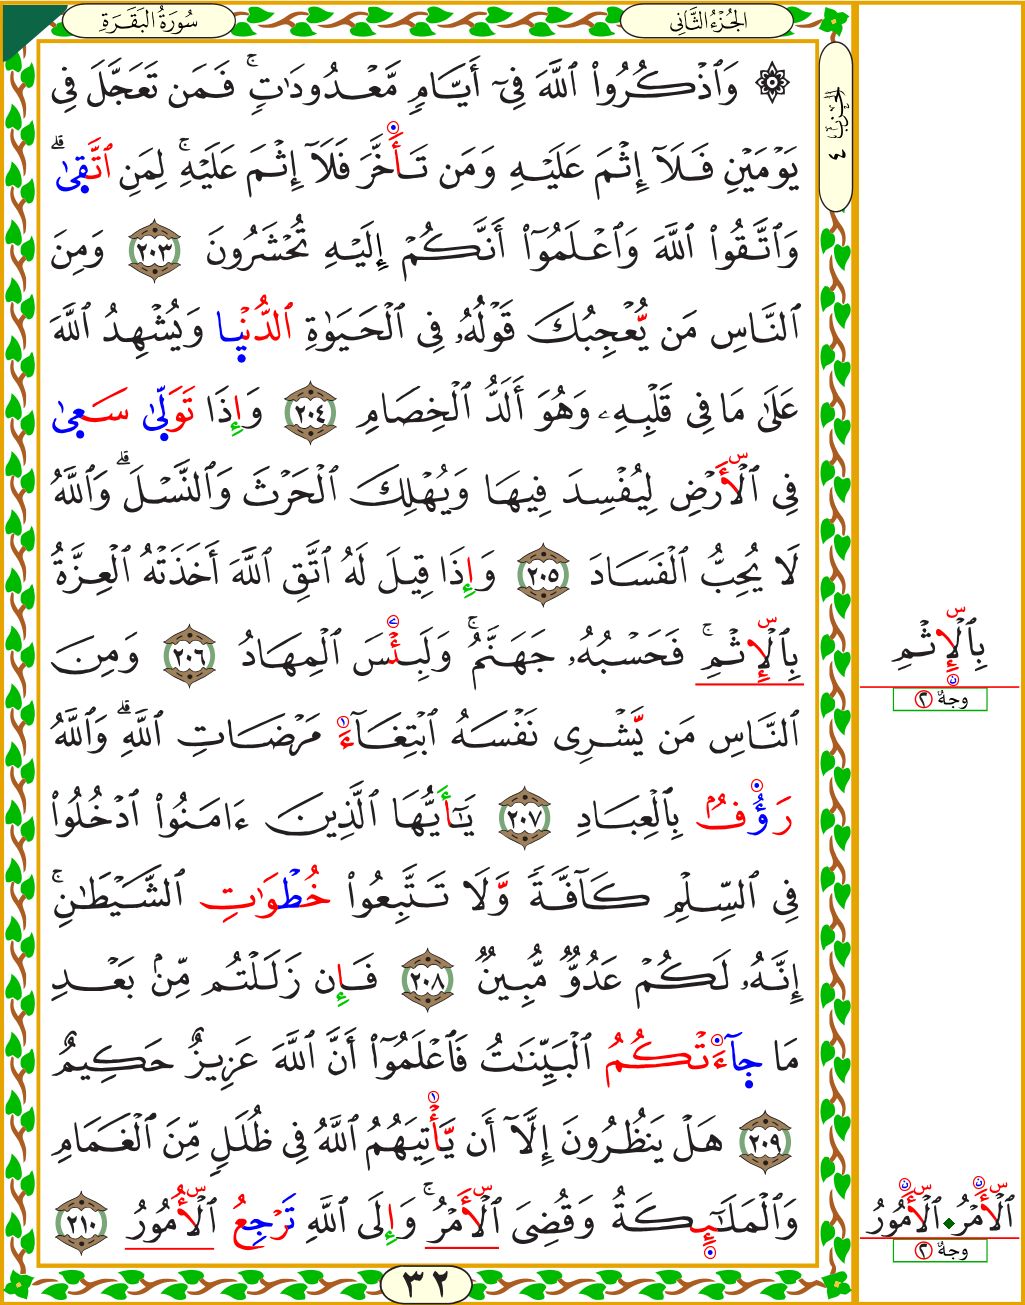 سُورَةُ البَقَرَةِ
الجُزْءُ الثَّانِي
الحزب ٤
۞ وَٱذۡكُرُواْ ٱللَّهَ فِيٓ أَيَّامٖ مَّعۡدُودَٰتٖۚ فَمَن تَعَجَّلَ فِي
يَوۡمَيۡنِ فَلَآ إِثۡمَ عَلَيۡهِ وَمَن تَأَخَّرَ فَلَآ إِثۡمَ عَلَيۡهِۚ لِمَنِ ٱتَّقِىٰۗ
وَٱتَّقُواْ ٱللَّهَ وَٱعۡلَمُوٓاْ أَنَّكُمۡ إِلَيۡهِ تُحۡشَرُونَ ٢٠٣ وَمِنَ
ٱلنَّاسِ مَن يُعۡجِبُكَ قَوۡلُهُۥ فِي ٱلۡحَيَوٰةِ ٱلدُّنۡيِا وَيُشۡهِدُ ٱللَّهَ
عَلَىٰ مَا فِي قَلۡبِهِۦ وَهُوَ أَلَدُّ ٱلۡخِصَامِ ٢٠٤ وَإِذَا تَوَلِّىٰ سَعِىٰ
فِي ٱلۡأَرۡضِ لِيُفۡسِدَ فِيهَا وَيُهۡلِكَ ٱلۡحَرۡثَ وَٱلنَّسۡلَۗ وَٱللَّهُ
لَا يُحِبُّ ٱلۡفَسَادَ ٢٠٥ وَإِذَا قِيلَ لَهُ ٱتَّقِ ٱللَّهَ أَخَذَتۡهُ ٱلۡعِزَّةُ
بِٱلۡإِثۡمِۚ فَحَسۡبُهُۥ جَهَنَّمُۚ وَلَبِئۡسَ ٱلۡمِهَادُ ٢٠٦ وَمِنَ
ٱلنَّاسِ مَن يَّشۡرِي نَفۡسَهُ ٱبۡتِغَآءَ مَرۡضَاتِ ٱللَّهِۗ وَٱللَّهُ
رَؤُفُۢ بِٱلۡعِبَادِ ٢٠٧ يَٰٓأَيُّهَا ٱلَّذِينَ ءَامَنُواْ ٱدۡخُلُواْ
فِي ٱلسِّلۡمِ كَآفَّةٗ وَّلَا تَتَّبِعُواْ خُطۡوَٰتِ ٱلشَّيۡطَٰنِۚ
إِنَّهُۥ لَكُمۡ عَدُوّٞ مُّبِينٞ ٢٠٨ فَإِن زَلَلۡتُم مِّنۢ بَعۡدِ
مَا جِآءَتۡكُمُ ٱلۡبَيِّنَٰتُ فَٱعۡلَمُوٓاْ أَنَّ ٱللَّهَ عَزِيزٌ حَكِيمٌ
٢٠٩ هَلۡ يَنظُرُونَ إِلَّآ أَن يَّأۡتِيَهُمُ ٱللَّهُ فِي ظُلَلٖ مِّنَ ٱلۡغَمَامِ
وَٱلۡمَلَٰٓئِكَةُ وَقُضِيَ ٱلۡأَمۡرُۚ وَإِلَى ٱللَّهِ تَرۡجِعُ ٱلۡأُمُورُ ٢١٠
٣٢
بِٱلۡإِثۡمِ
وجهٌ ٢
ٱلۡأَمۡرُ ٱلۡأُمُورُ
وجهٌ ٢